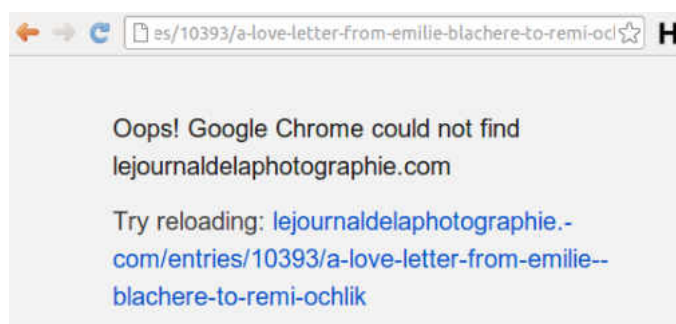 es/10393/a-love-letter-from-emilie-blachere-to-remi-ocl
H
Oops! Google Chrome could not find
lejournaldelaphotographie.com
Try reloading: lejournaldelaphotographie.-
com/entries/10393/a-love-letter-from-emilie--
blachere-to-remi-ochlik